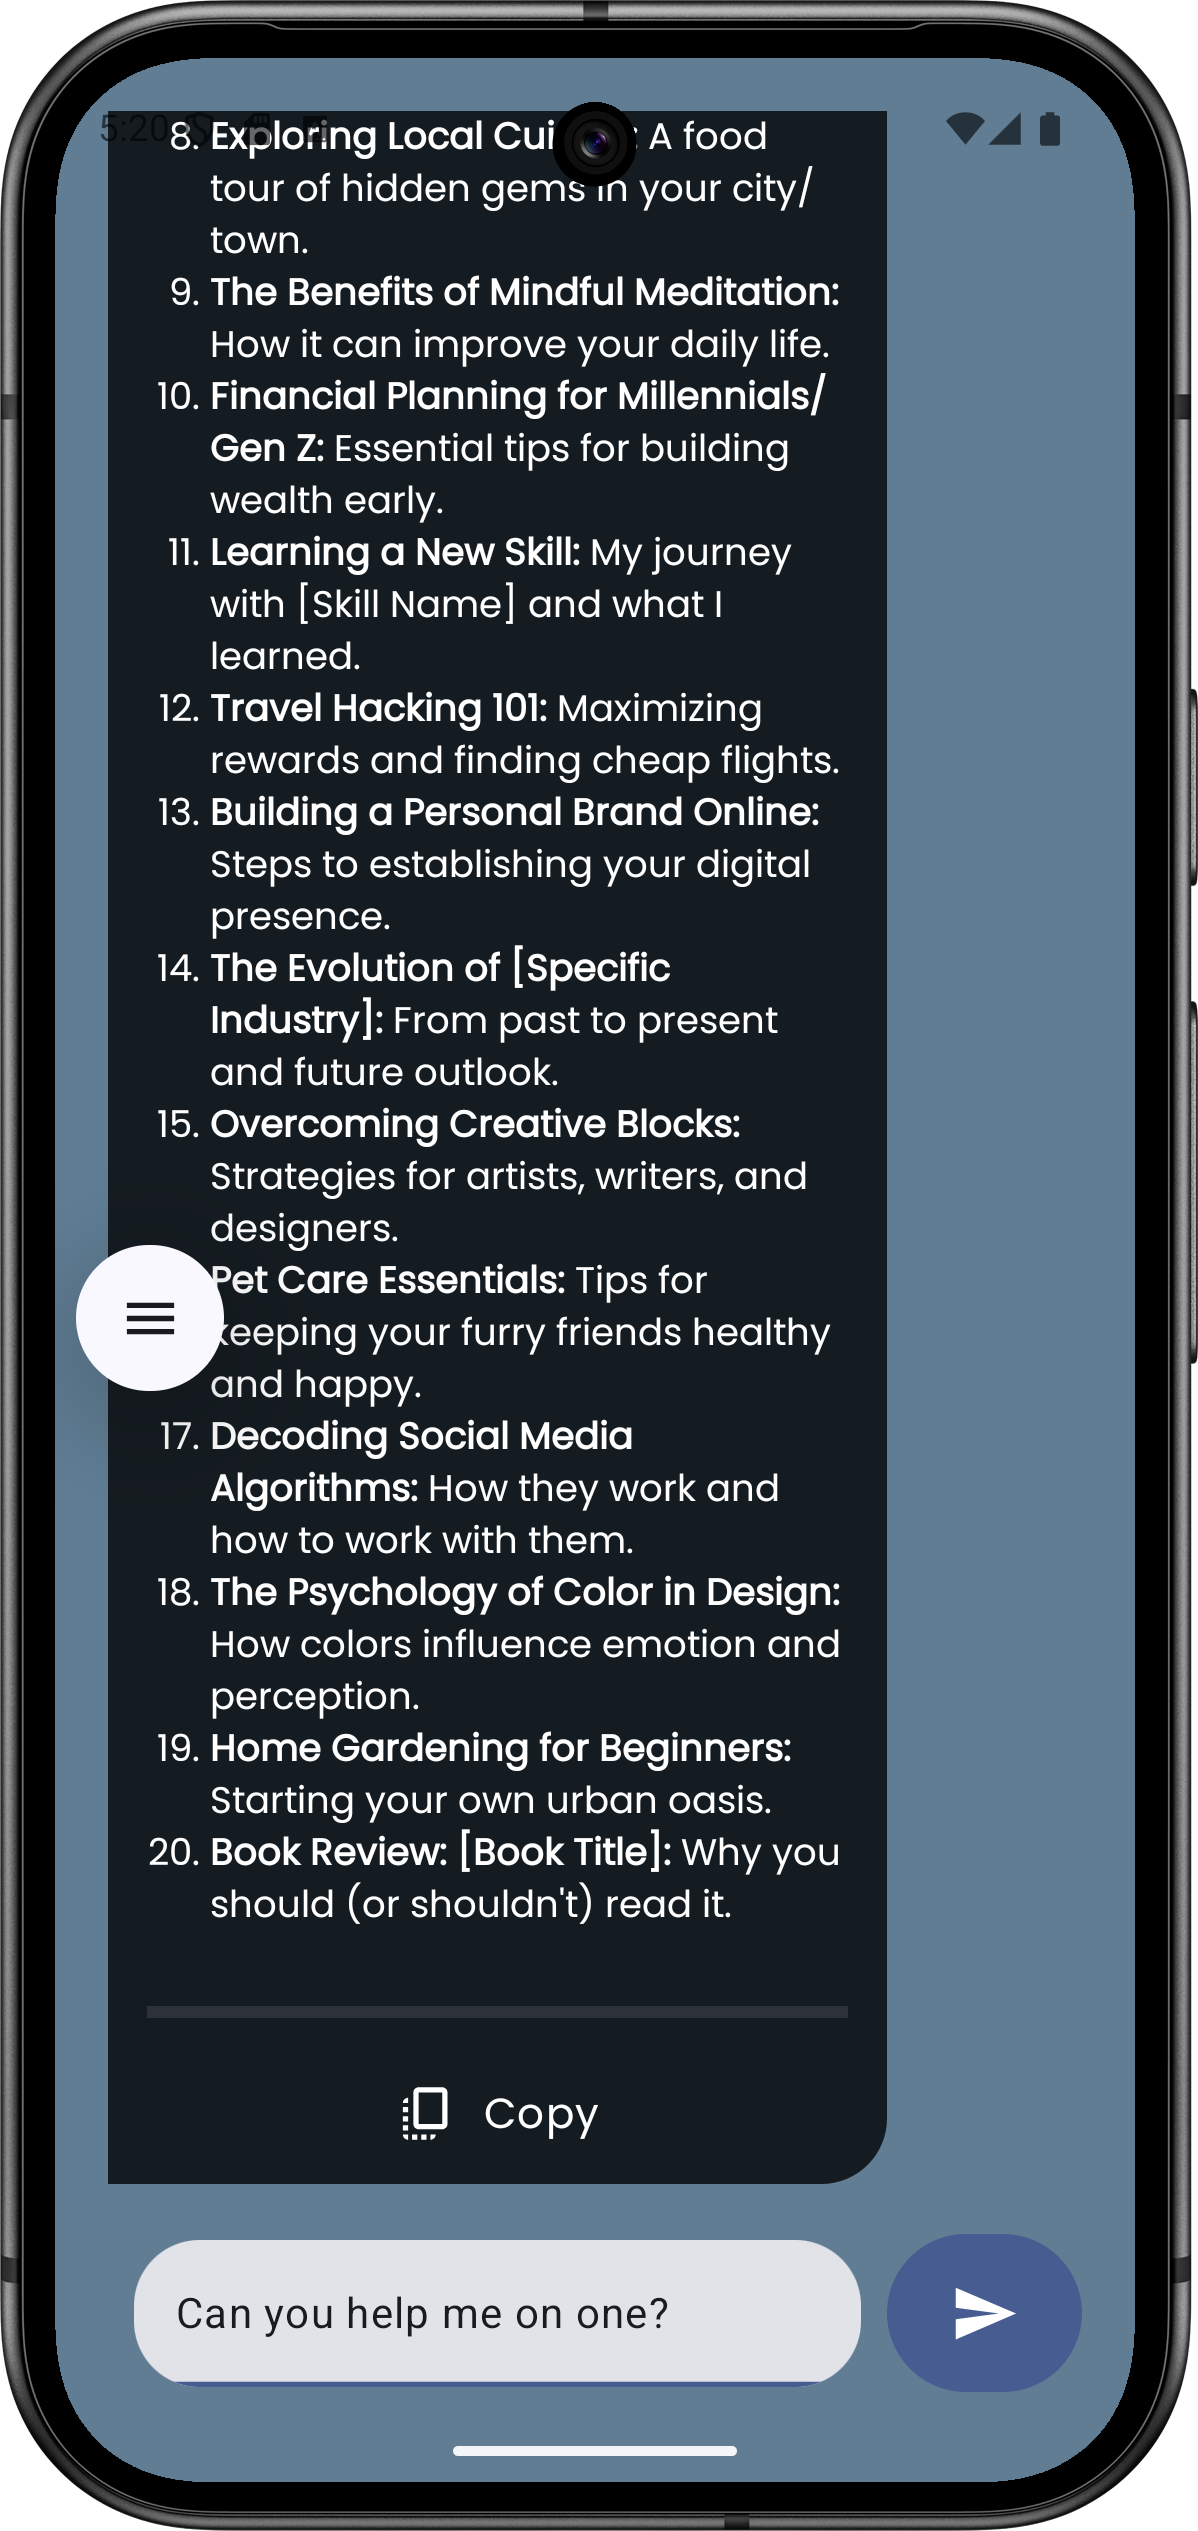 5:20
8. Exploring Local Cui :  A food
tour of hidden gems in your city/
town.
9. The Benefits of Mindful Meditation:
How it can improve your daily life.
10. Financial Planning for Millennials/
Gen Z: Essential tips for building
wealth early.
11. Learning a New Skill: My journey
with [Skill Name] and what I
learned.
12. Travel Hacking 101: Maximizing
rewards and finding cheap flights.
13. Building a Personal Brand Online:
Steps to establishing your digital
presence.
14. The Evolution of [Specific
Industry]: From past to present
and future outlook.
15. Overcoming Creative Blocks:
Strategies for artists, writers, and
designers.
Pet Care Essentials: Tips for
keeping your furry friends healthy
and happy.
17. Decoding Social Media
Algorithms: How they work and
how to work with them.
18. The Psychology of Color in Design:
How colors influence emotion and
perception.
19. Home Gardening for Beginners:
Starting your own urban oasis.
20. Book Review: [Book Title]: Why you
should (or shouldn't) read it.
Copy
Can you help me on one?